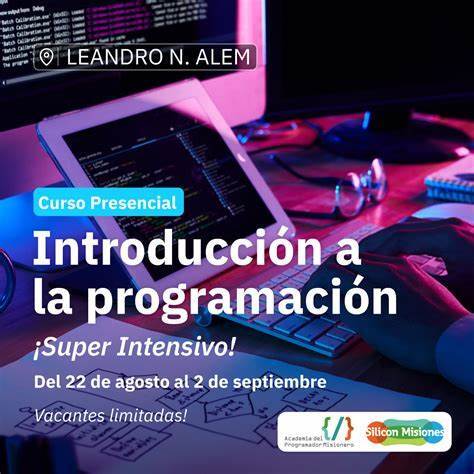 LEANDRO N. ALEM
Curso Presencial
Introducción a
la programación
¡Super Intensivo!
Del 22 de agosto al 2 de septiembre
Vacantes limitadas!
Academia del
Programador Misionero
{/}
Silicon Misiones